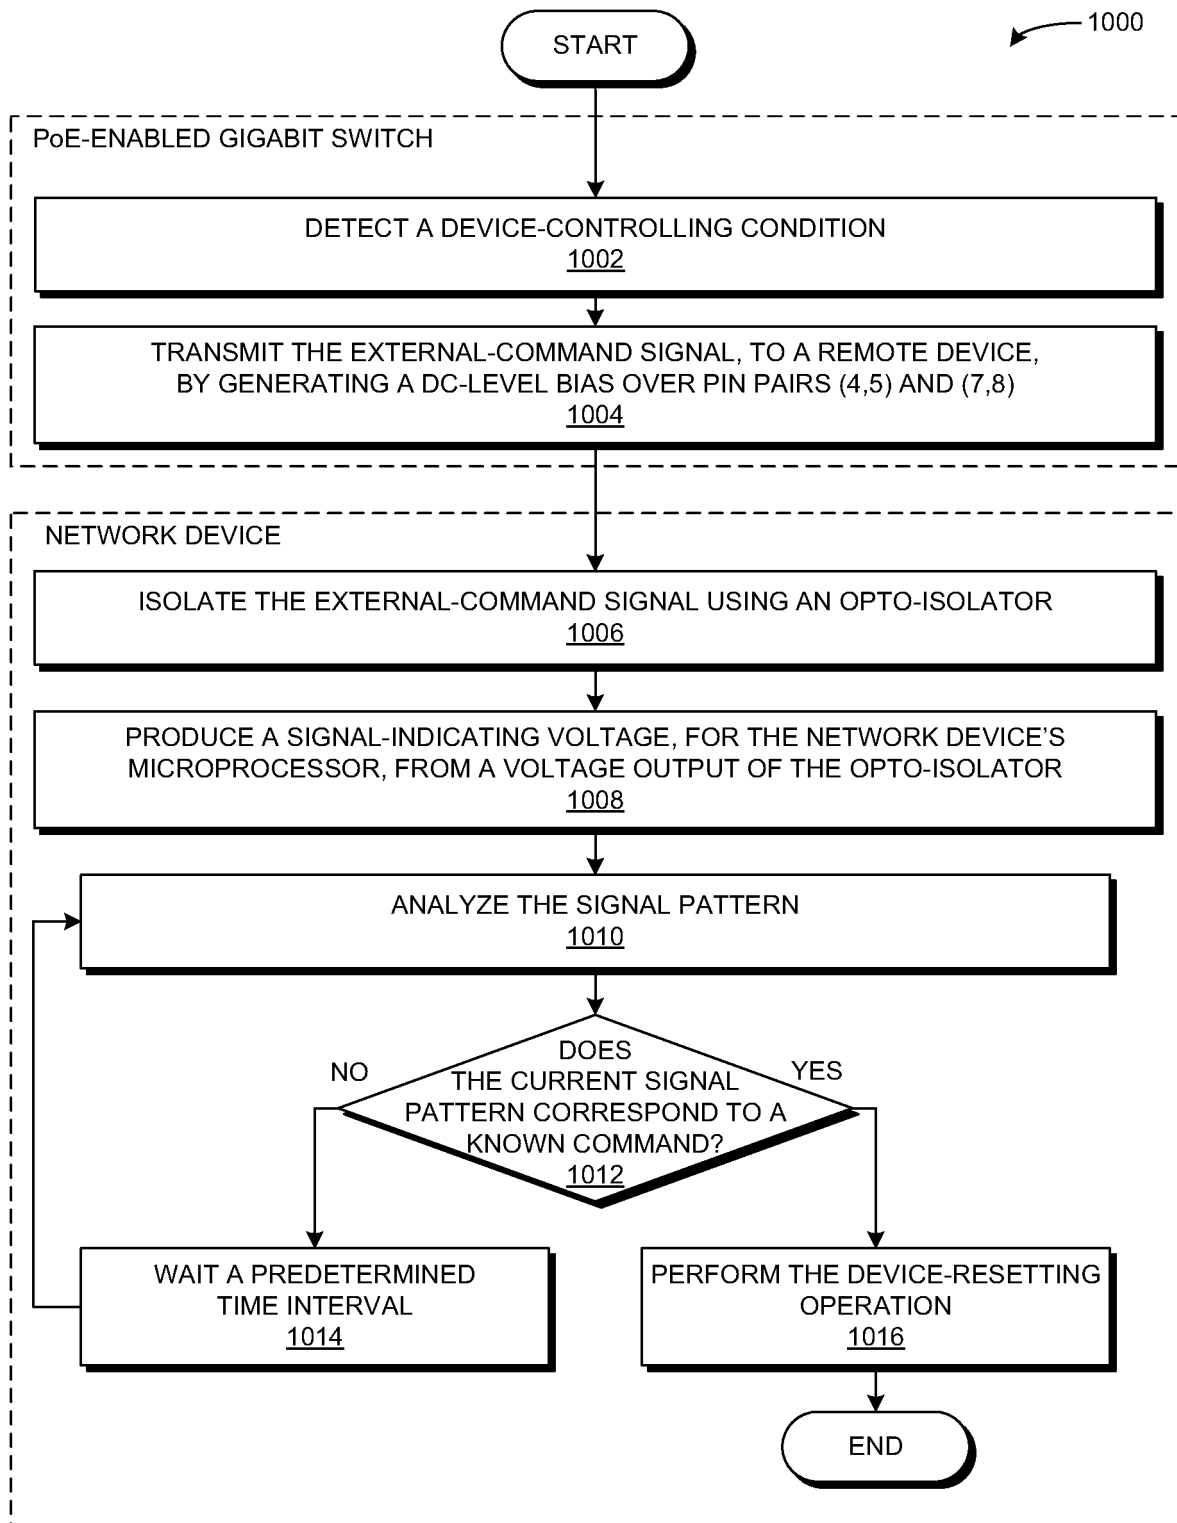 START
1000
PoE-ENABLED GIGABIT SWITCH
DETECT A DEVICE-CONTROLLING CONDITION
1002
TRANSMIT THE EXTERNAL-COMMAND SIGNAL, TO A REMOTE DEVICE,
BY GENERATING A DC-LEVEL BIAS OVER PIN PAIRS (4,5) AND (7,8)
1004
NETWORK DEVICE
ISOLATE THE EXTERNAL-COMMAND SIGNAL USING AN OPTO-ISOLATOR
1006
PRODUCE A SIGNAL-INDICATING VOLTAGE, FOR THE NETWORK DEVICE'S
MICROPROCESSOR, FROM A VOLTAGE OUTPUT OF THE OPTO-ISOLATOR
1008
ANALYZE THE SIGNAL PATTERN
1010
DOES
THE CURRENT SIGNAL
PATTERN CORRESPOND TO A
KNOWN COMMAND?
1012
NO
YES
WAIT A PREDETERMINED
TIME INTERVAL
1014
PERFORM THE DEVICE-RESETTING
OPERATION
1016
END